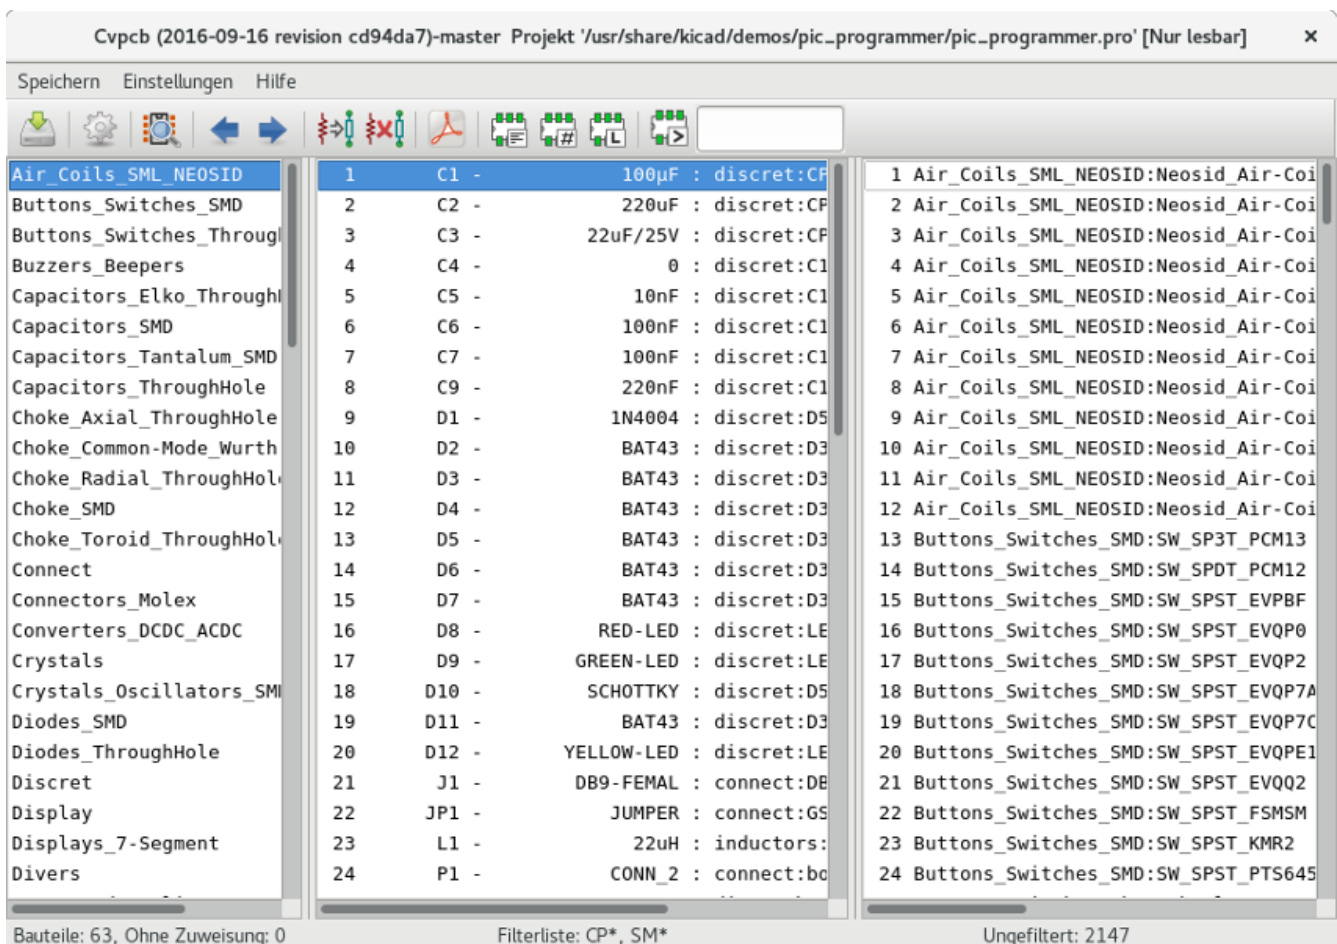 Cvpcb (2016-09-16 revision cd94da7)-master Projekt '/usr/share/kicad/demos/pic_programmer/pic_programmer.pro' [Nur lesbar]
Speichern Einstellungen Hilfe
Air_Coils_SML_NEOSID
Buttons_Switches_SMD
Buttons_Switches_Throug
Buzzers_Beepers
Capacitors_Elko_Through
Capacitors_SMD
Capacitors_Tantalum_SMD
Capacitors_ThroughHole
Choke_Axial_ThroughHole
Choke_Common-Mode_Wurth
Choke_Radial_ThroughHol
Choke_SMD
Choke_Toroid_ThroughHol
Connect
Connectors_Molex
Converters_DCDC_ACDC
Crystals
Crystals_Oscillators_SM
Diodes_SMD
Diodes_ThroughHole
Discret
Display
Displays_7-Segment
Divers
1 C1 - 100µF : discret:CP
2 C2 - 220uF : discret:CP
3 C3 - 22uF/25V : discret:CP
4 C4 - 0 : discret:C1
5 C5 - 10nF : discret:C1
6 C6 - 100nF : discret:C1
7 C7 - 100nF : discret:C1
8 C9 - 220nF : discret:C1
9 D1 - 1N4004 : discret:D5
10 D2 - BAT43 : discret:D3
11 D3 - BAT43 : discret:D3
12 D4 - BAT43 : discret:D3
13 D5 - BAT43 : discret:D3
14 D6 - BAT43 : discret:D3
15 D7 - BAT43 : discret:D3
16 D8 - RED-LED : discret:LE
17 D9 - GREEN-LED : discret:LE
18 D10 - SCHOTTKY : discret:D5
19 D11 - BAT43 : discret:D3
20 D12 - YELLOW-LED : discret:LE
21 J1 - DB9-FEMAL : connect:DB
22 JP1 - JUMPER : connect:GS
23 L1 - 22uH : inductors:
24 P1 - CONN_2 : connect:bo
1 Air_Coils_SML_NEOSID:Neosid_Air-Coi
2 Air_Coils_SML_NEOSID:Neosid_Air-Coi
3 Air_Coils_SML_NEOSID:Neosid_Air-Coi
4 Air_Coils_SML_NEOSID:Neosid_Air-Coi
5 Air_Coils_SML_NEOSID:Neosid_Air-Coi
6 Air_Coils_SML_NEOSID:Neosid_Air-Coi
7 Air_Coils_SML_NEOSID:Neosid_Air-Coi
8 Air_Coils_SML_NEOSID:Neosid_Air-Coi
9 Air_Coils_SML_NEOSID:Neosid_Air-Coi
10 Air_Coils_SML_NEOSID:Neosid_Air-Coi
11 Air_Coils_SML_NEOSID:Neosid_Air-Coi
12 Air_Coils_SML_NEOSID:Neosid_Air-Coi
13 Buttons_Switches_SMD:SW_SP3T_PCM13
14 Buttons_Switches_SMD:SW_SPDT_PCM12
15 Buttons_Switches_SMD:SW_SPST_EVPBF
16 Buttons_Switches_SMD:SW_SPST_EVQP0
17 Buttons_Switches_SMD:SW_SPST_EVQP2
18 Buttons_Switches_SMD:SW_SPST_EVQP7A
19 Buttons_Switches_SMD:SW_SPST_EVQP7C
20 Buttons_Switches_SMD:SW_SPST_EVQPE1
21 Buttons_Switches_SMD:SW_SPST_EVQQ2
22 Buttons_Switches_SMD:SW_SPST_FSMSM
23 Buttons_Switches_SMD:SW_SPST_KMR2
24 Buttons_Switches_SMD:SW_SPST_PTS645
Bauteile: 63, Ohne Zuweisung: 0
Filterliste: CP*, SM*
Ungefiltert: 2147